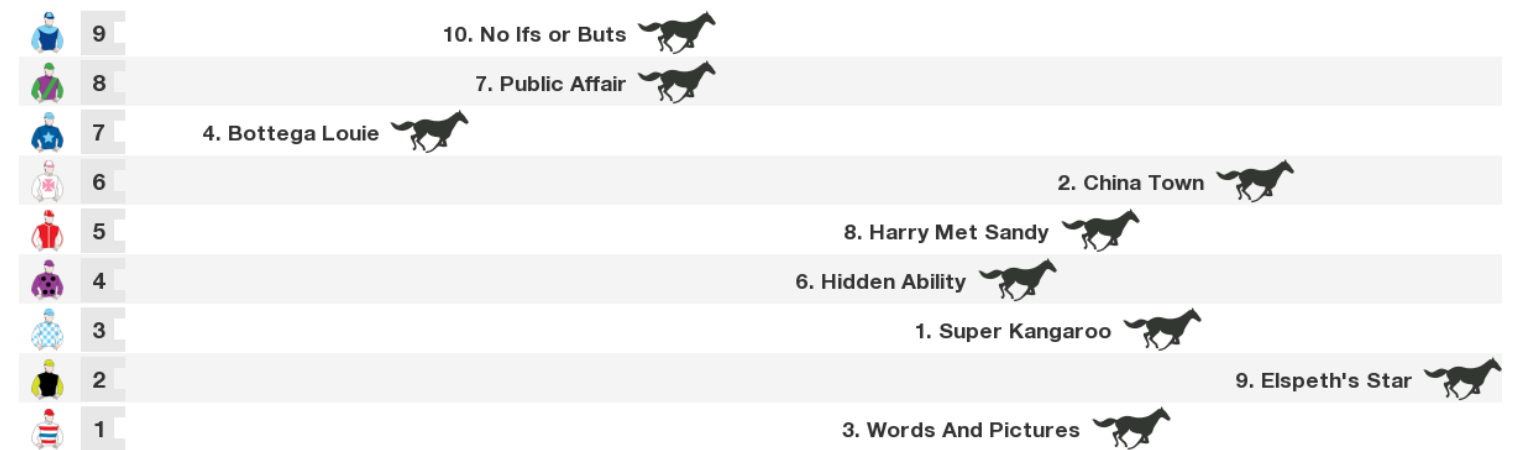 9 10. No Ifs or Buts
8 7. Public Affair
7 4. Bottega Louie
6 2. China Town
5 8. Harry Met Sandy
4 6. Hidden Ability
3 1. Super Kangaroo
2 9. Elspeth's Star
1 3. Words And Pictures